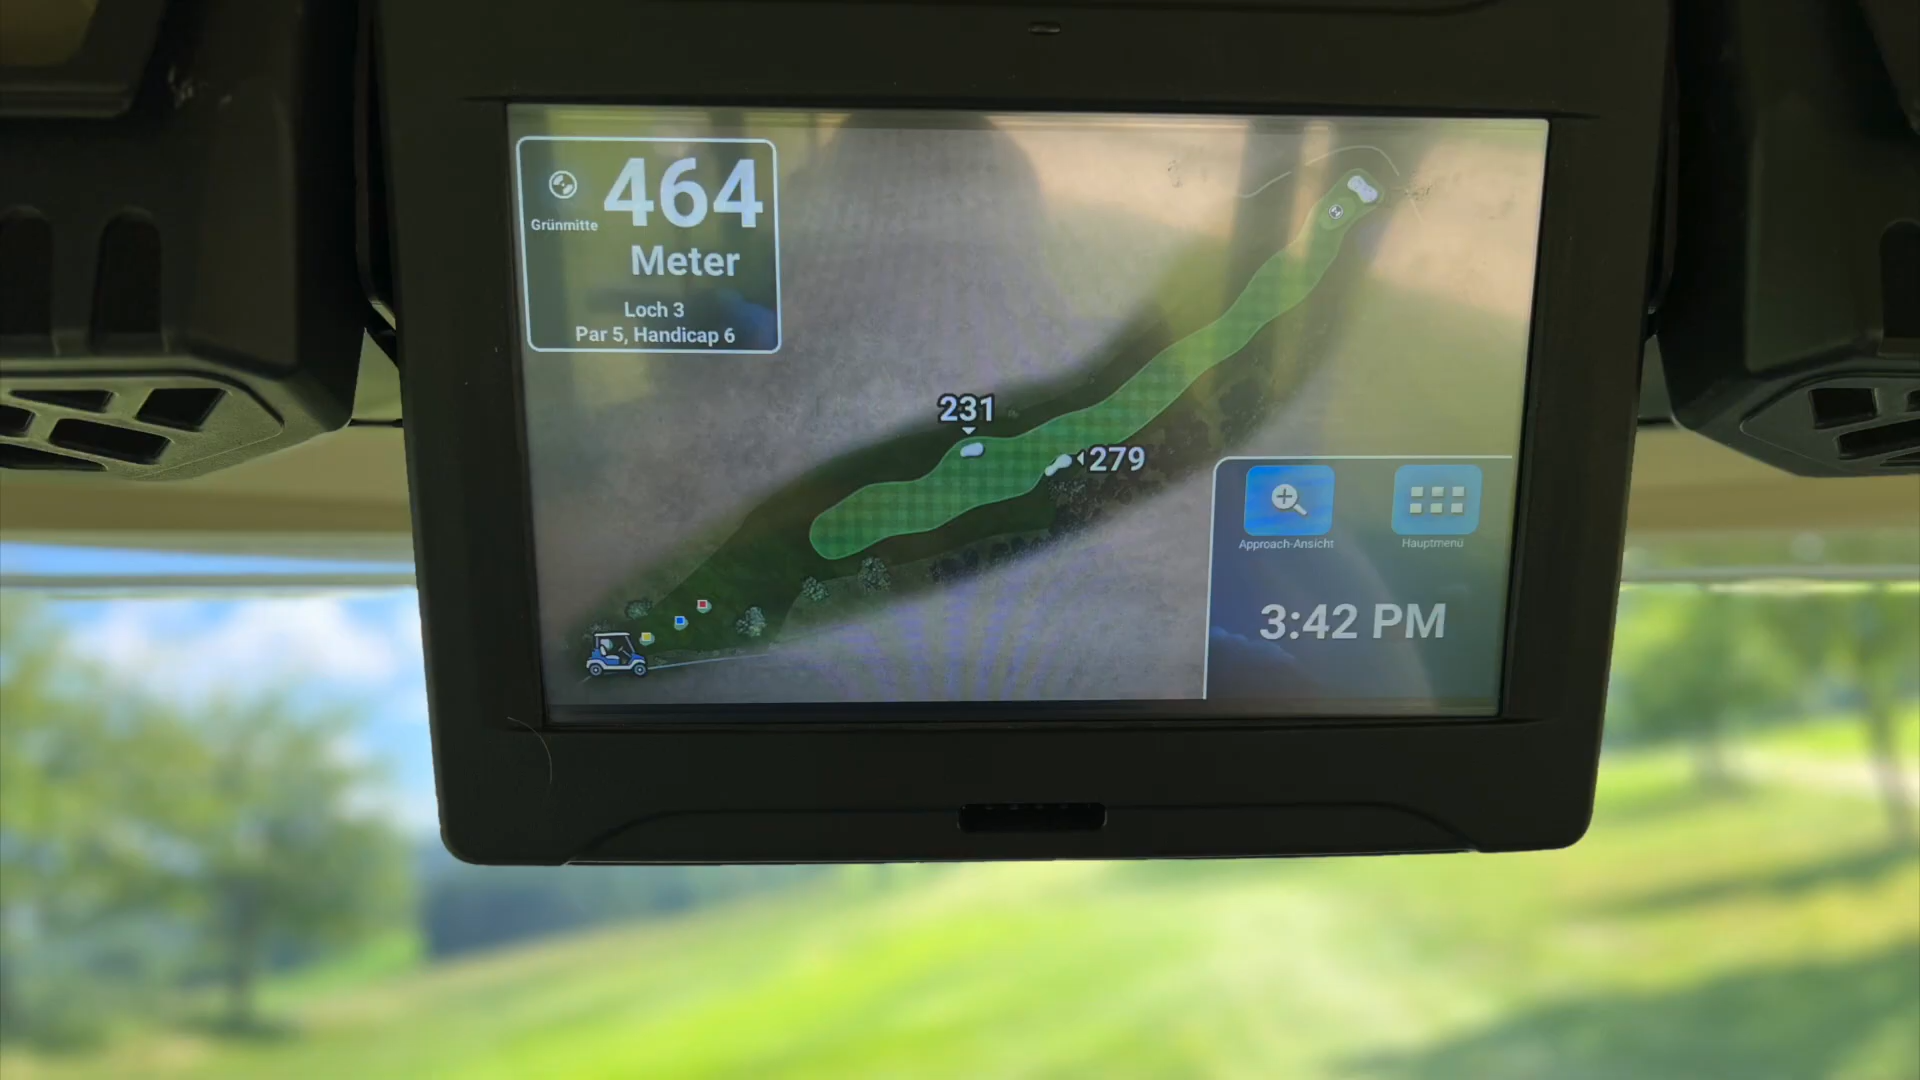 464
Grünmitte
Meter
Loch 3
Par 5, Handicap 6
231
279
Approach-Ansicht
Hauptmenü
3:42 PM